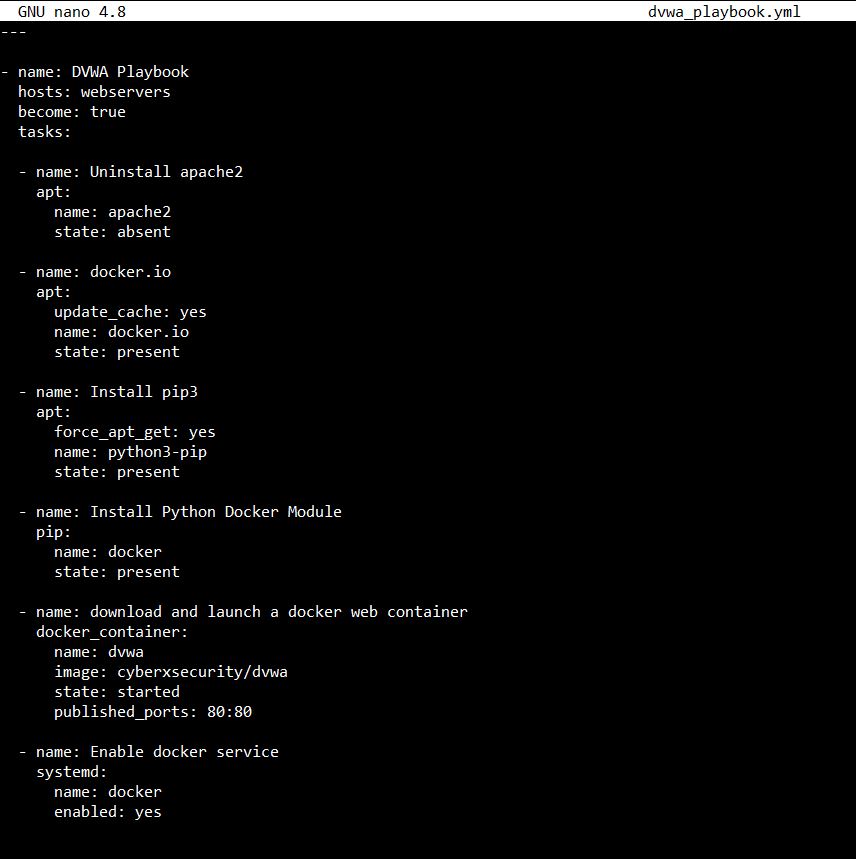 GNU nano 4.8 dvwa_playbook.yml
---
- name: DVWA Playbook
  hosts: webservers
  become: true
  tasks:

  - name: Uninstall apache2
    apt:
      name: apache2
      state: absent

  - name: docker.io
    apt:
      update_cache: yes
      name: docker.io
      state: present

  - name: Install pip3
    apt:
      force_apt_get: yes
      name: python3-pip
      state: present

  - name: Install Python Docker Module
    pip:
      name: docker
      state: present

  - name: download and launch a docker web container
    docker_container:
      name: dvwa
      image: cyberxsecurity/dvwa
      state: started
      published_ports: 80:80

  - name: Enable docker service
    systemd:
      name: docker
      enabled: yes